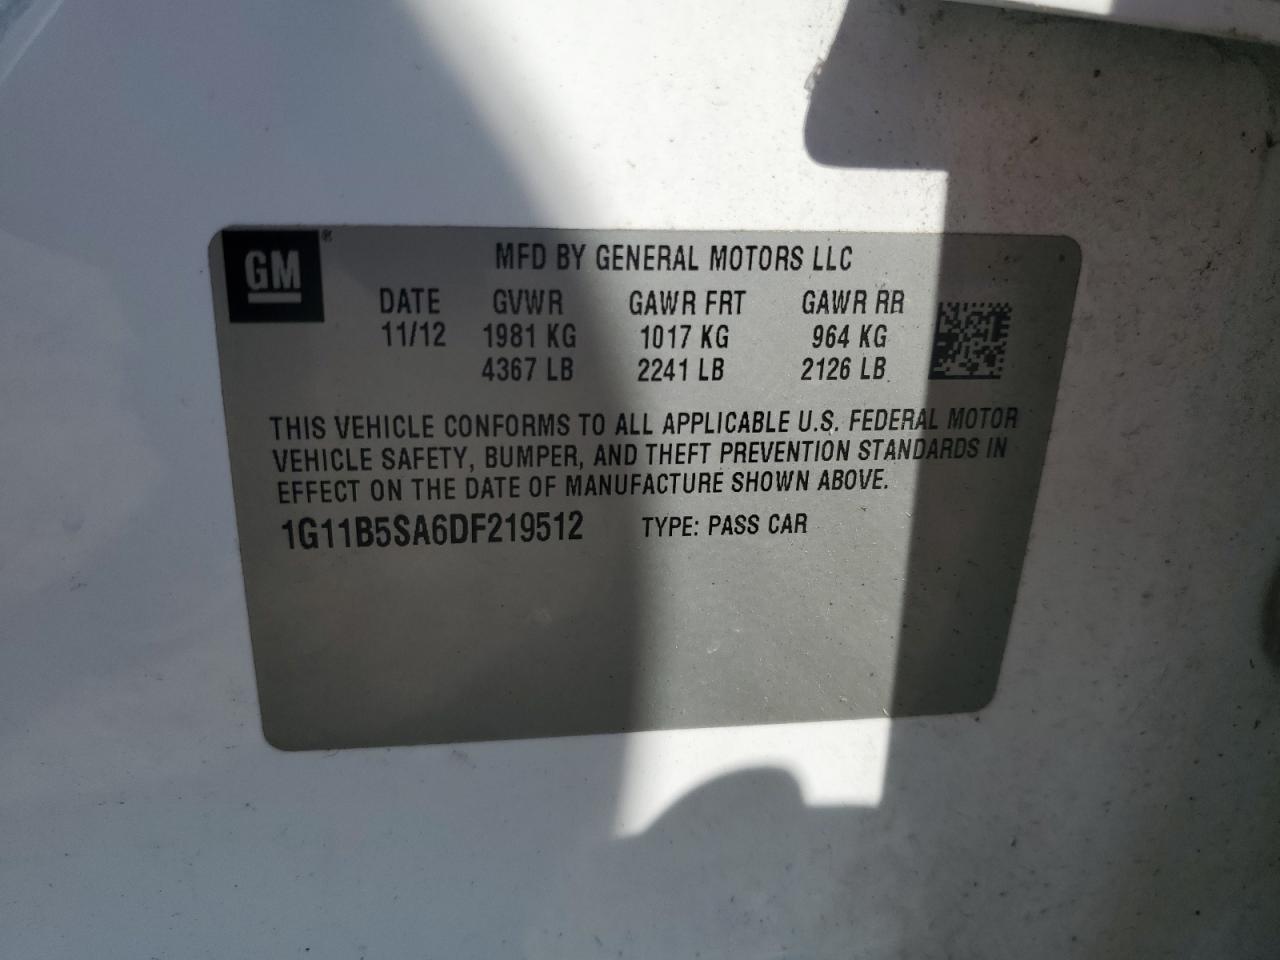 GM®
MFD BY GENERAL MOTORS LLC
DATE GVWR GAWR FRT GAWR RR
11/12 1981 KG 1017 KG 964 KG
4367 LB 2241 LB 2126 LB
THIS VEHICLE CONFORMS TO ALL APPLICABLE U.S. FEDERAL MOTOR
VEHICLE SAFETY, BUMPER, AND THEFT PREVENTION STANDARDS IN
EFFECT ON THE DATE OF MANUFACTURE SHOWN ABOVE.
1G11B5SA6DF219512 TYPE: PASS CAR